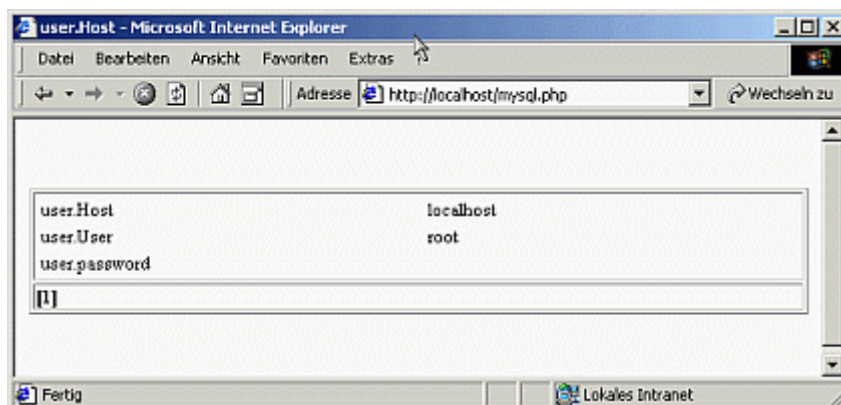 user.Host - Microsoft Internet Explorer
Datei Bearbeiten Ansicht Favoriten Extras
Adresse http://localhost/mysql.php Wechseln zu
user.Host localhost
user.User root
user.password
[1]
Fertig Lokales Intranet